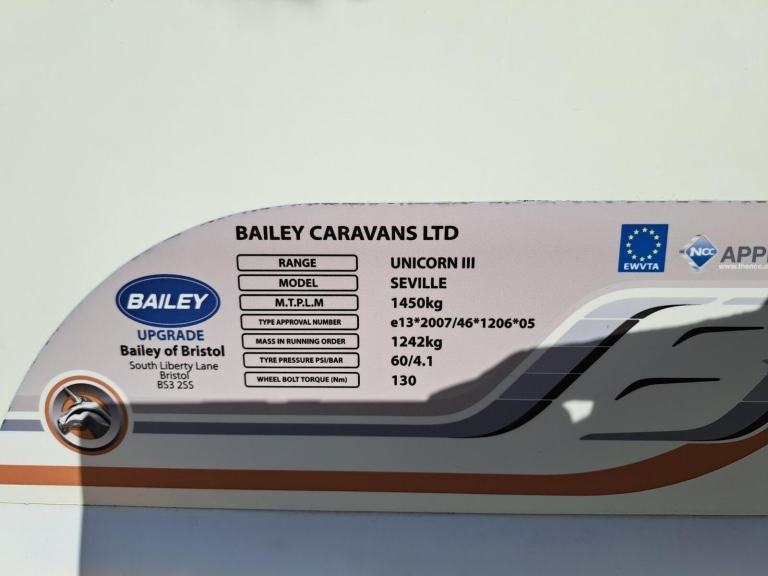 BAILEY CARAVANS LTD
RANGE UNICORN III
MODEL SEVILLE
M.T.P.L.M 1450kg
TYPE APPROVAL NUMBER e13*2007/46*1206*05
MASS IN RUNNING ORDER 1242kg
TYRE PRESSURE PSI/BAR 60/4.1
WHEEL BOLT TORQUE (Nm) 130
BAILEY
UPGRADE
Bailey of Bristol
South Liberty Lane
Bristol
BS3 2SS
EWVTA
NCC